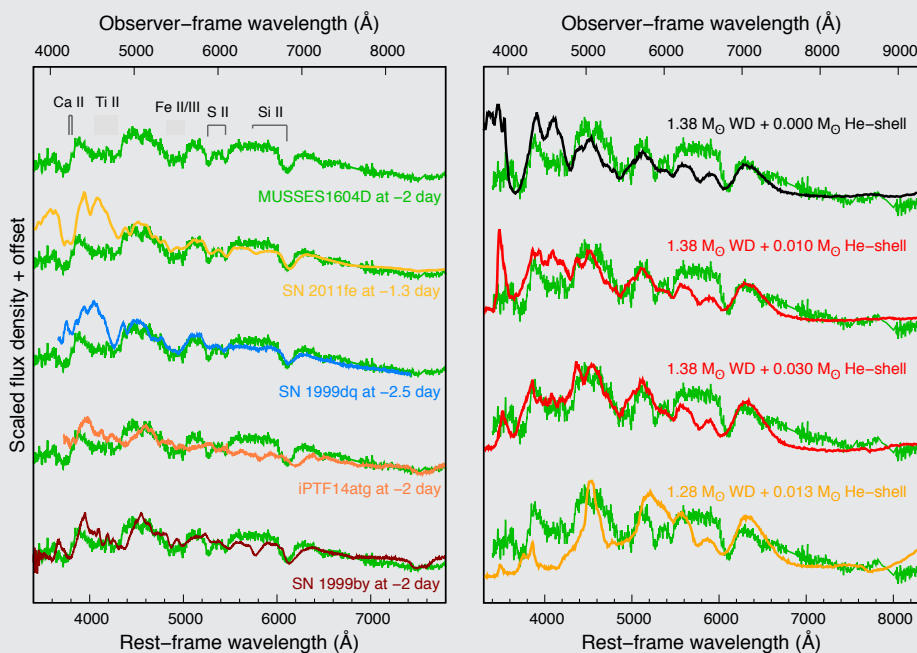 Observer−frame wavelength (Å)
4000 5000 6000 7000 8000
Ca II Ti II Fe II/III S II Si II
MUSSES1604D at −2 day
SN 2011fe at −1.3 day
SN 1999dq at −2.5 day
iPTF14atg at −2 day
SN 1999by at −2 day
Scaled flux density + offset
4000 5000 6000 7000
Rest−frame wavelength (Å)
Observer−frame wavelength (Å)
4000 5000 6000 7000 8000 9000
1.38 M⊙ WD + 0.000 M⊙ He−shell
1.38 M⊙ WD + 0.010 M⊙ He−shell
1.38 M⊙ WD + 0.030 M⊙ He−shell
1.28 M⊙ WD + 0.013 M⊙ He−shell
4000 5000 6000 7000 8000
Rest−frame wavelength (Å)